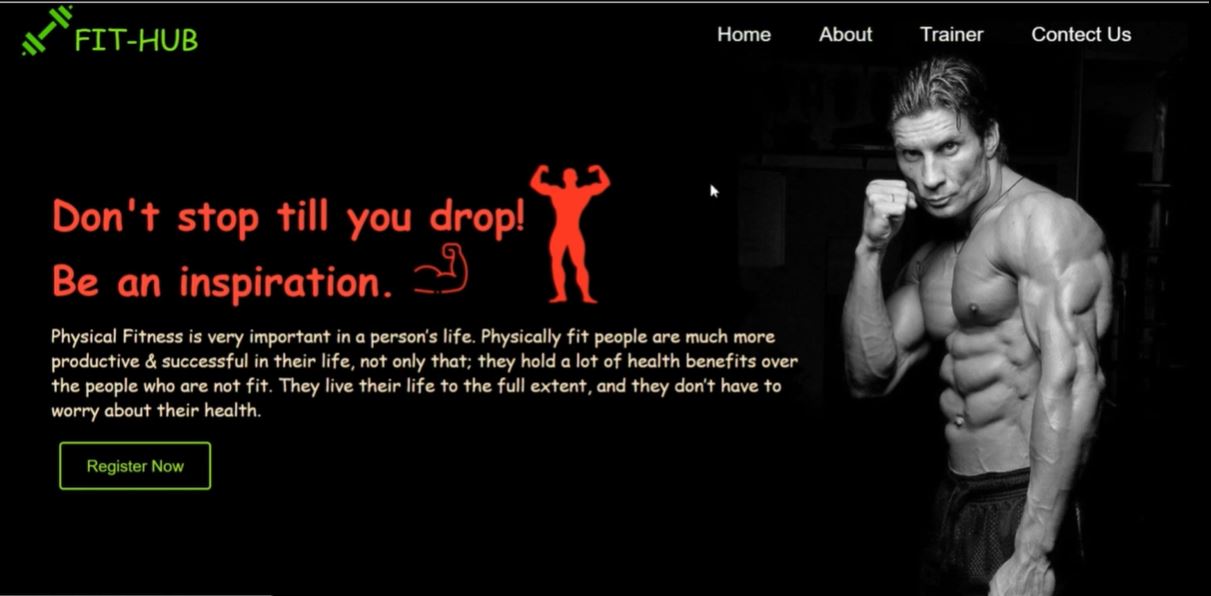 FIT-HUB
Home About Trainer Contect Us
Don't stop till you drop!
Be an inspiration.
Physical Fitness is very important in a person's life. Physically fit people are much more
productive & successful in their life, not only that; they hold a lot of health benefits over
the people who are not fit. They live their life to the full extent, and they don't have to
worry about their health.
Register Now